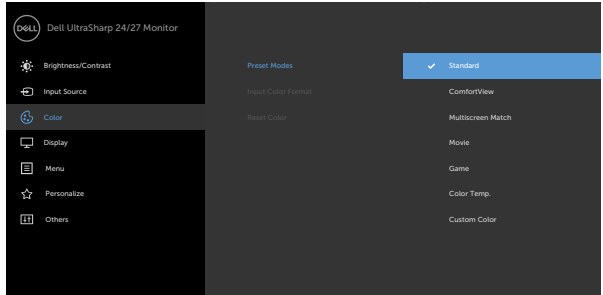 DELL
Dell UltraSharp 24/27 Monitor
Brightness/Contrast
Input Source
Color
Display
Menu
Personalize
Others
Preset Modes
Input Color Format
Reset Color
Standard
ComfortView
Multiscreen Match
Movie
Game
Color Temp.
Custom Color